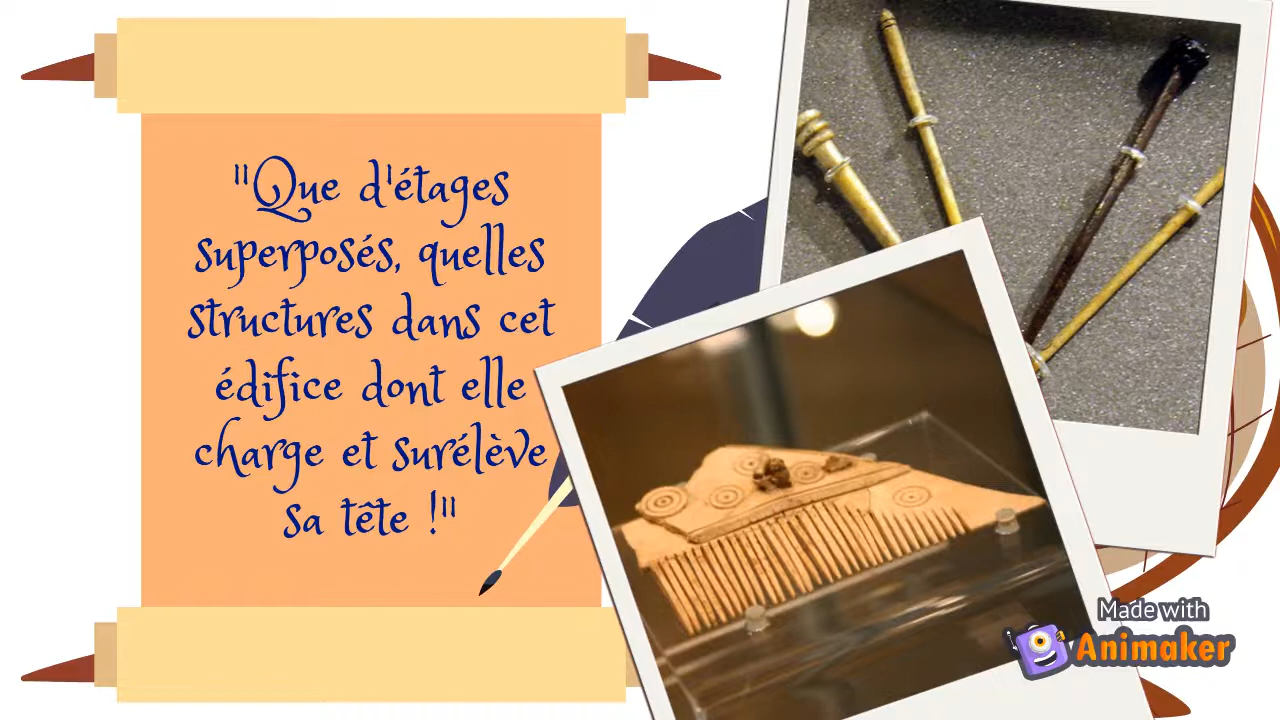 "Que d'étages
superposés, quelles
structures dans cet
édifice dont elle
charge et surélève
sa tête !"
Made with
Animaker